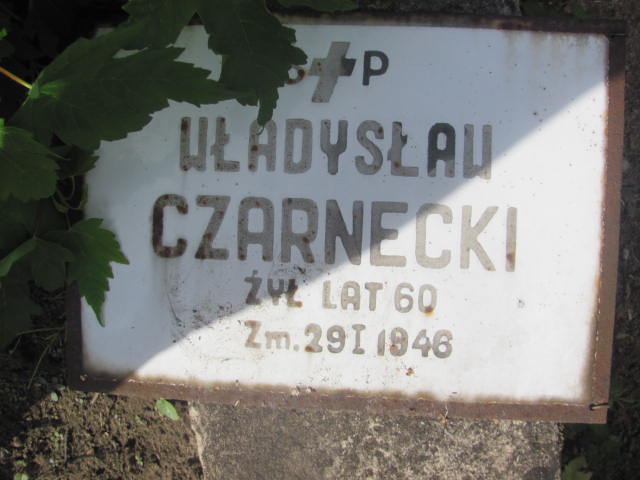 Ś † P
WŁADYSŁAW
CZARNECKI
ŻYŁ LAT 60
Zm. 29 I 1946